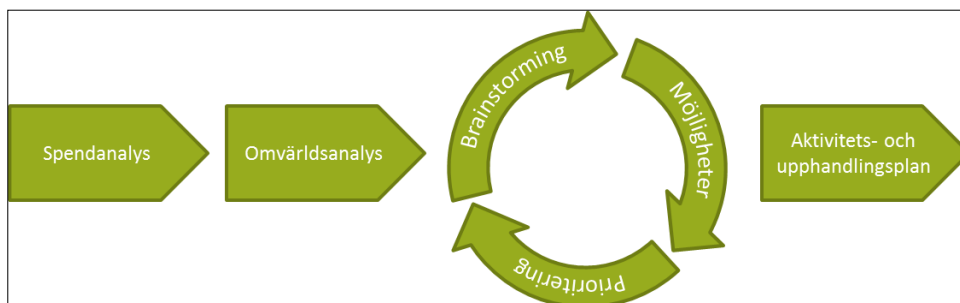 Spendanalys
Omvärldsanalys
Brainstorming
Möjligheter
Prioritering
Aktivitets- och
upphandlingsplan